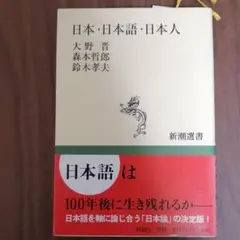 日本・日本語・日本人
大野 晋
森本哲郎
鈴木孝夫
新潮選書
日本語は
100年後に生き残れるか――
日本語を軸に論じ合う「日本論」の決定版!